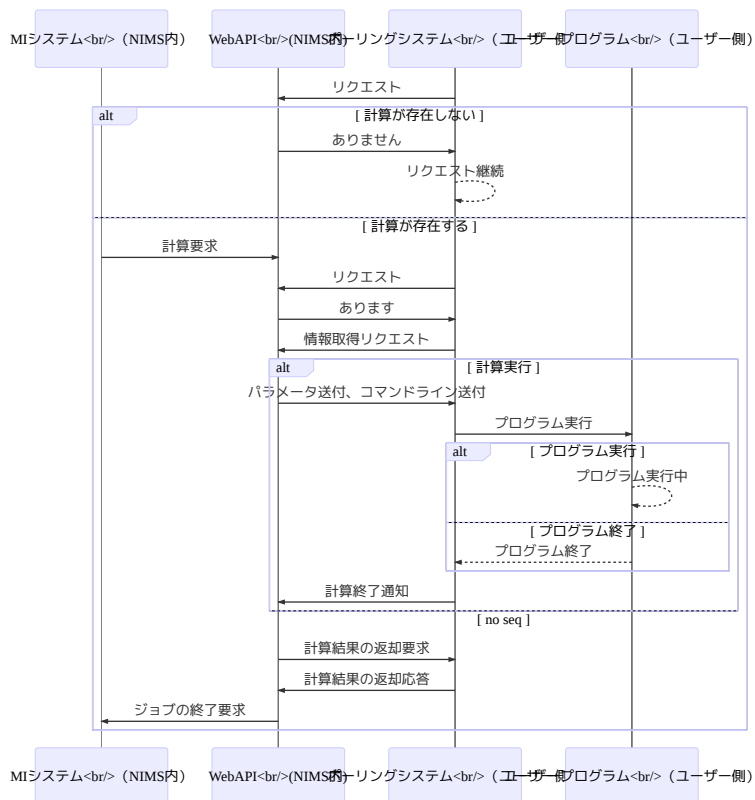 MIシステム<br/>（NIMS内）
WebAPI<br/>(NIMS内)
ポーリングシステム<br/>（ユーザー側）
ユーザープログラム<br/>（ユーザー側）
リクエスト
alt
[ 計算が存在しない ]
ありません
リクエスト継続
[ 計算が存在する ]
計算要求
リクエスト
あります
情報取得リクエスト
alt
[ 計算実行 ]
パラメータ送付、コマンドライン送付
プログラム実行
alt
[ プログラム実行 ]
プログラム実行中
[ プログラム終了 ]
プログラム終了
計算終了通知
[ no seq ]
計算結果の返却要求
計算結果の返却応答
ジョブの終了要求
MIシステム<br/>（NIMS内）
WebAPI<br/>(NIMS内)
ポーリングシステム<br/>（ユーザー側）
ユーザープログラム<br/>（ユーザー側）